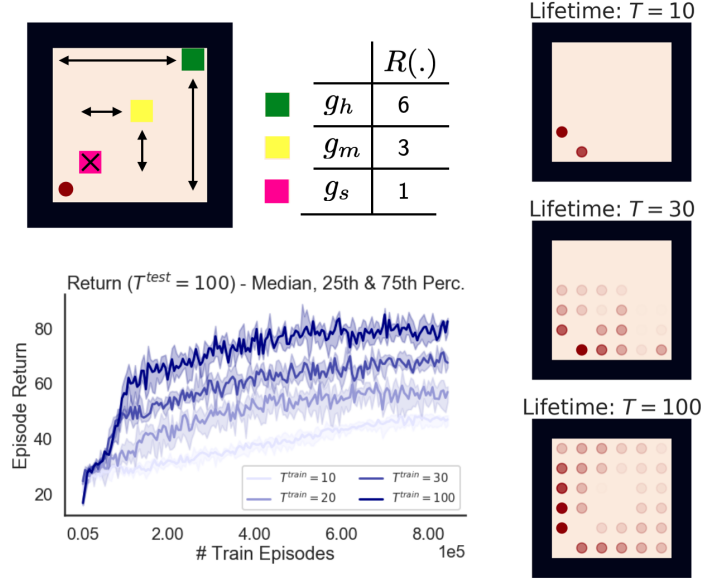 R(.)
g_h 6
g_m 3
g_s 1
Return (T^{test} = 100) - Median, 25th & 75th Perc.
Episode Return
80
60
40
20
T^{train} = 10
T^{train} = 20
T^{train} = 30
T^{train} = 100
0.05 2.00 4.00 6.00 8.00
1e5
# Train Episodes
Lifetime: T = 10
Lifetime: T = 30
Lifetime: T = 100